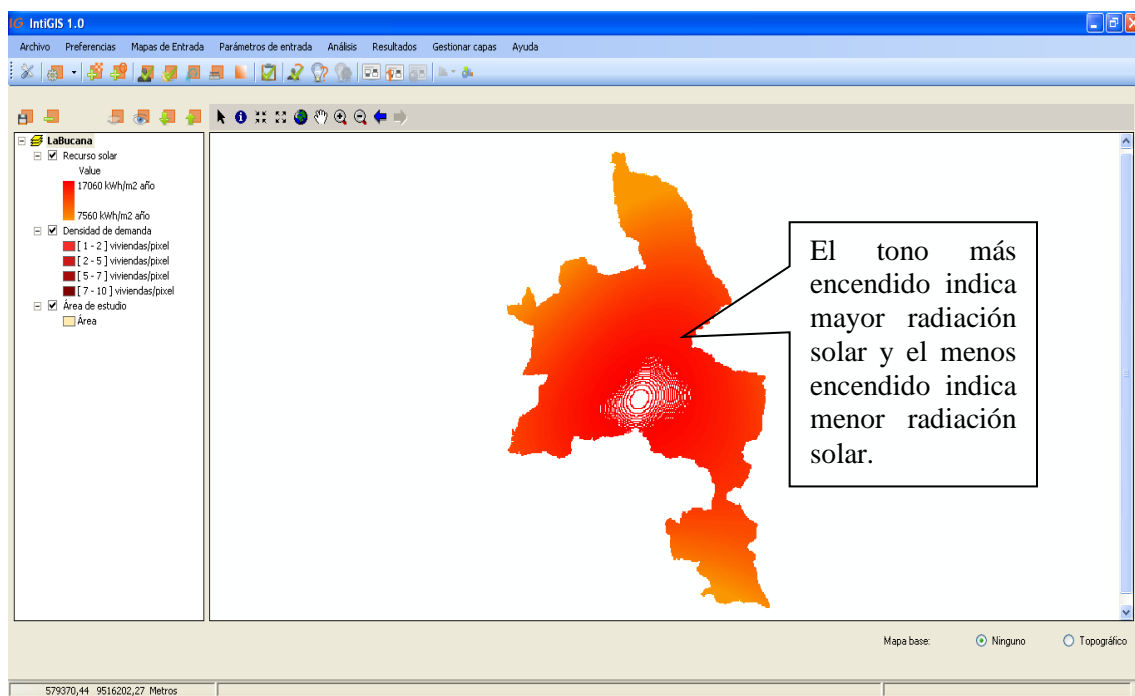 IntiGIS 1.0
Archivo Preferencias Mapas de Entrada Parámetros de entrada Análisis Resultados Gestionar capas Ayuda
LaBucana
Recurso solar
Value
17060 kWh/m2 año
7560 kWh/m2 año
Densidad de demanda
[ 1 - 2 ] viviendas/pixel
[ 2 - 5 ] viviendas/pixel
[ 5 - 7 ] viviendas/pixel
[ 7 - 10 ] viviendas/pixel
Área de estudio
Área
El tono más
encendido indica
mayor radiación
solar y el menos
encendido indica
menor radiación
solar.
Mapa base: Ninguno Topográfico
579370,44 9516202,27 Metros